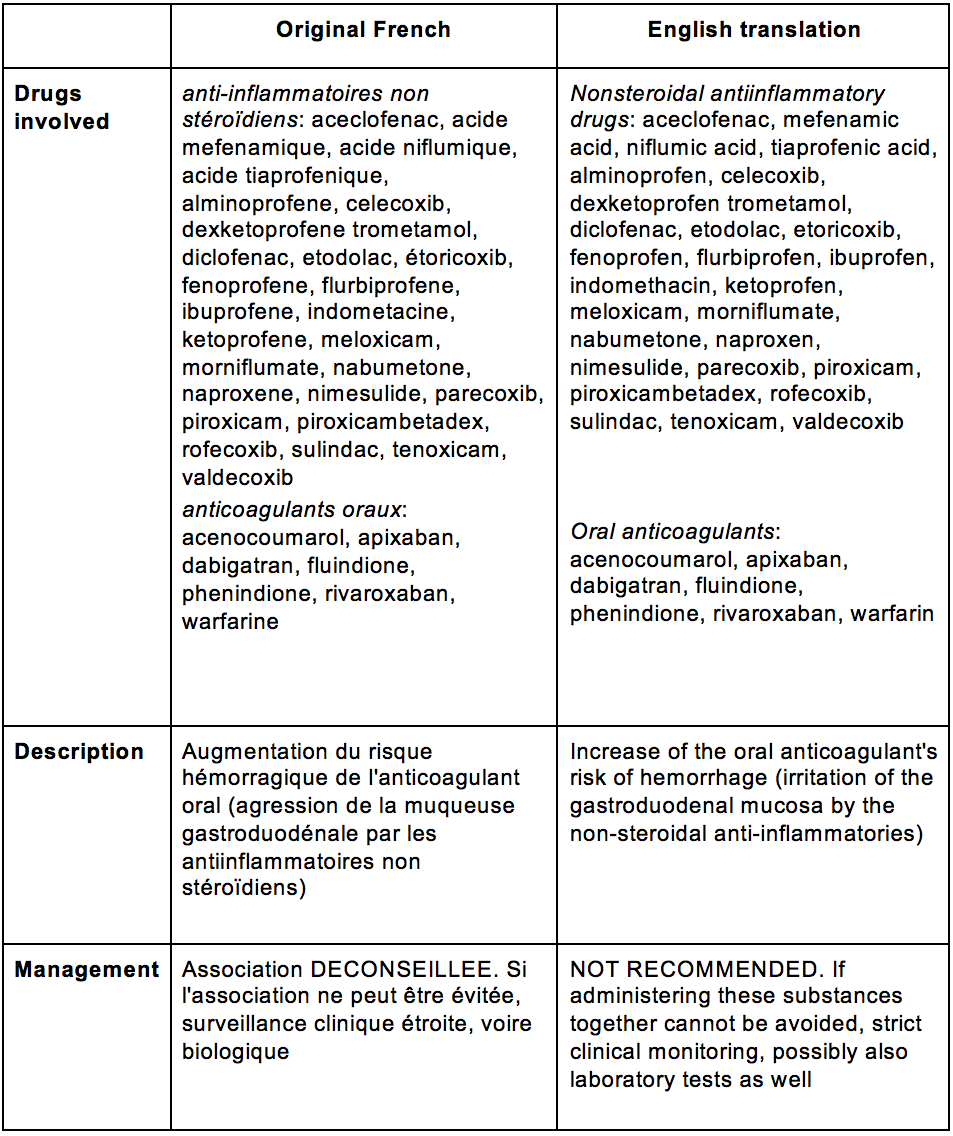 Original French
English translation
Drugs
involved
anti-inflammatoires non
stéroïdiens: aceclofenac, acide
mefenamique, acide niflumique,
acide tiaprofenique,
alminoprofene, celecoxib,
dexketoprofene trometamol,
diclofenac, etodolac, étoricoxib,
fenoprofene, flurbiprofene,
ibuprofene, indometacine,
ketoprofene, meloxicam,
morniflumate, nabumetone,
naproxene, nimesulide, parecoxib,
piroxicam, piroxicambetadex,
rofecoxib, sulindac, tenoxicam,
valdecoxib
anticoagulants oraux:
acenocoumarol, apixaban,
dabigatran, fluindione,
phenindione, rivaroxaban,
warfarine
Nonsteroidal antiinflammatory
drugs: aceclofenac, mefenamic
acid, niflumic acid, tiaprofenic acid,
alminoprofen, celecoxib,
dexketoprofen trometamol,
diclofenac, etodolac, etoricoxib,
fenoprofen, flurbiprofen, ibuprofen,
indomethacin, ketoprofen,
meloxicam, morniflumate,
nabumetone, naproxen,
nimesulide, parecoxib, piroxicam,
piroxicambetadex, rofecoxib,
sulindac, tenoxicam, valdecoxib
Oral anticoagulants:
acenocoumarol, apixaban,
dabigatran, fluindione,
phenindione, rivaroxaban, warfarin
Description
Augmentation du risque
hémorragique de l'anticoagulant
oral (agression de la muqueuse
gastroduodénale par les
antiinflammatoires non
stéroïdiens)
Increase of the oral anticoagulant's
risk of hemorrhage (irritation of the
gastroduodenal mucosa by the
non-steroidal anti-inflammatories)
Management
Association DECONSEILLEE. Si
l'association ne peut être évitée,
surveillance clinique étroite, voire
biologique
NOT RECOMMENDED. If
administering these substances
together cannot be avoided, strict
clinical monitoring, possibly also
laboratory tests as well